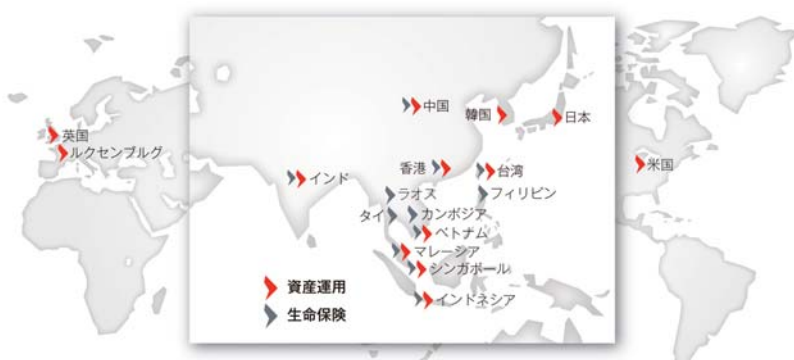 英国
ルクセンブルグ
中国
韓国
日本
香港
台湾
インド
ラオス
フィリピン
タイ
カンボジア
ベトナム
マレーシア
シンガポール
インドネシア
米国
資産運用
生命保険